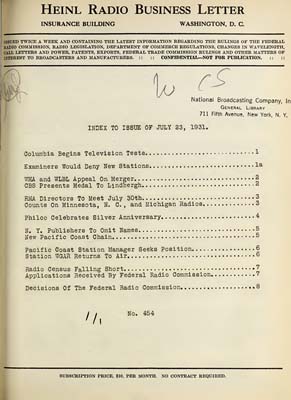 HEINL RADIO BUSINESS LETTER
INSURANCE BUILDING WASHINGTON, D. C.
ISSUED TWICE A WEEK AND CONTAINING THE LATEST INFORMATION REGARDING THE RULINGS OF THE FEDERAL
RADIO COMMISSION, RADIO LEGISLATION, DEPARTMENT OF COMMERCE REGULATIONS, CHANGES IN WAVELENGTH,
CALL LETTERS AND POWER, PATENTS, EXPORTS, FEDERAL TRADE COMMISSION RULINGS AND OTHER MATTERS OF
INTEREST TO BROADCASTERS AND MANUFACTURERS. :: :: CONFIDENTIAL—NOT FOR PUBLICATION. :: ::
W CS
National Broadcasting Company, In
GENERAL LIBRARY
711 Fifth Avenue, New York, N. Y.
INDEX TO ISSUE OF JULY 23, 1931.
Columbia Begins Television Tests...............................1
Examiners Would Deny New Stations..............................1a
WHA and WLBL Appeal On Merger..................................2
CBS Presents Medal To Lindbergh................................2
RMA Directors To Meet July 30th................................3
Counts On Minnesota, N. C., and Michigan Radios................3
Philco Celebrates Silver Anniversary...........................4
N. Y. Publishers To Omit Names.................................5
New Pacific Coast Chain........................................5
Pacific Coast Station Manager Seeks Position...................6
Station WGAR Returns To Air....................................6
Radio Census Falling Short.....................................7
Applications Received By Federal Radio Commission..............7
Decisions Of The Federal Radio Commission......................8
No. 454
SUBSCRIPTION PRICE, $10. PER MONTH. NO CONTRACT REQUIRED.